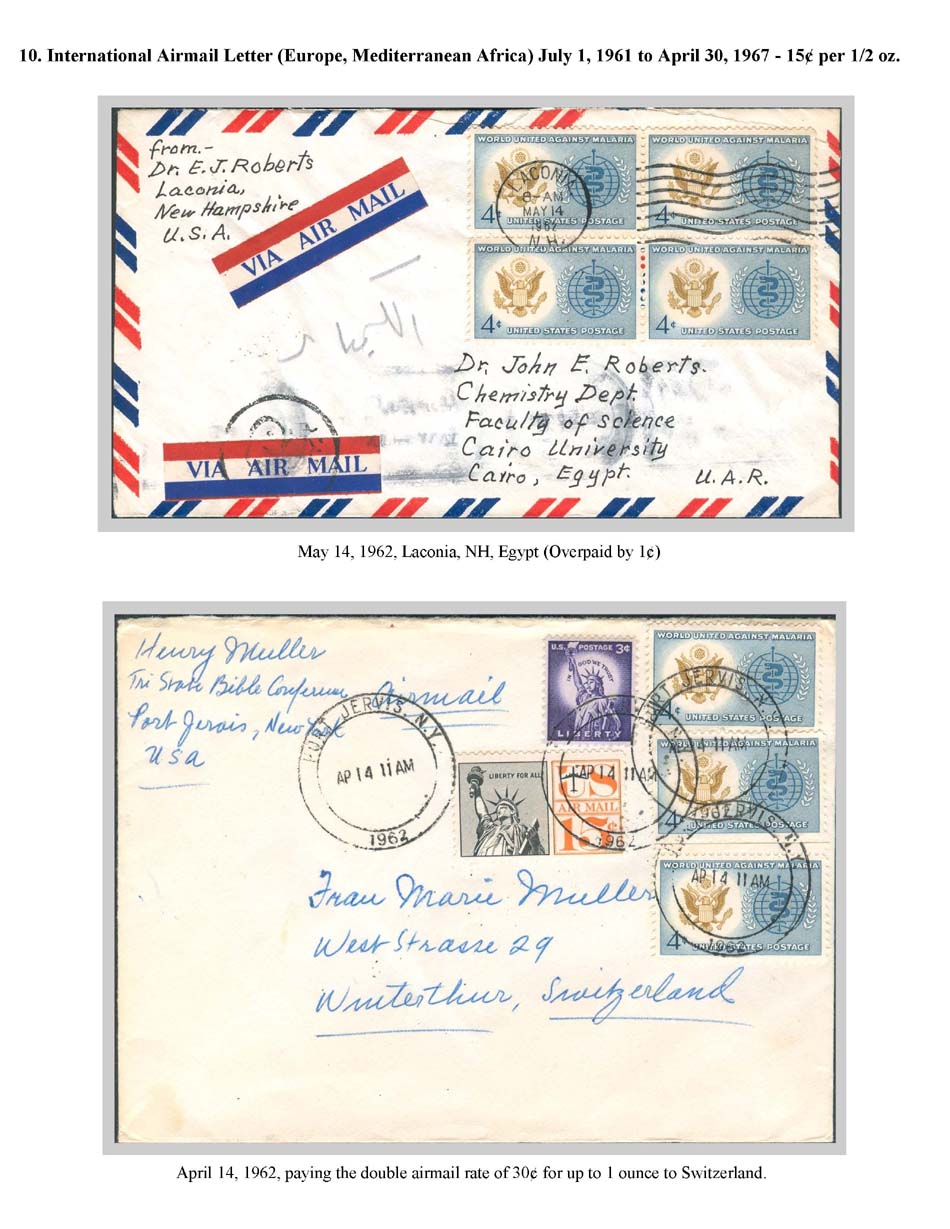 10. International Airmail Letter (Europe, Mediterranean Africa) July 1, 1961 to April 30, 1967 - 15¢ per 1/2 oz.
from.-
Dr. E.J. Roberts
Laconia,
New Hampshire
U.S.A.
VIA AIR MAIL
WORLD UNITED AGAINST MALARIA
4¢
UNITED STATES POSTAGE
WORLD UNITED AGAINST MALARIA
4¢
UNITED STATES POSTAGE
LACONIA
8-AM
MAY 14
1962
N.H.
WORLD UNITED AGAINST MALARIA
4¢
UNITED STATES POSTAGE
WORLD UNITED AGAINST MALARIA
4¢
UNITED STATES POSTAGE
Dr. John E. Roberts.
Chemistry Dept.
Faculty of Science
Cairo University
Cairo, Egypt. U.A.R.
VIA AIR MAIL
May 14, 1962, Laconia, NH, Egypt (Overpaid by 1¢)
Henry Muller
Tri State Bible Conference
Port Jervis, New York
USA
Airmail
PORT JERVIS, N.Y.
AP 14 11 AM
1962
U.S. POSTAGE 3¢
IN GOD WE TRUST
LIBERTY
LIBERTY FOR ALL
US
AIR MAIL
15¢
AP 14 11 AM
1962
WORLD UNITED AGAINST MALARIA
4¢
UNITED STATES POSTAGE
PORT JERVIS, N.Y.
11 AM
1962
WORLD UNITED AGAINST MALARIA
4¢
UNITED STATES POSTAGE
WORLD UNITED AGAINST MALARIA
4¢
UNITED STATES POSTAGE
JERVIS, N.Y.
AP 14 11 AM
1962
Frau Marie Muller
West Strasse 29
Winterthur, Switzerland
April 14, 1962, paying the double airmail rate of 30¢ for up to 1 ounce to Switzerland.